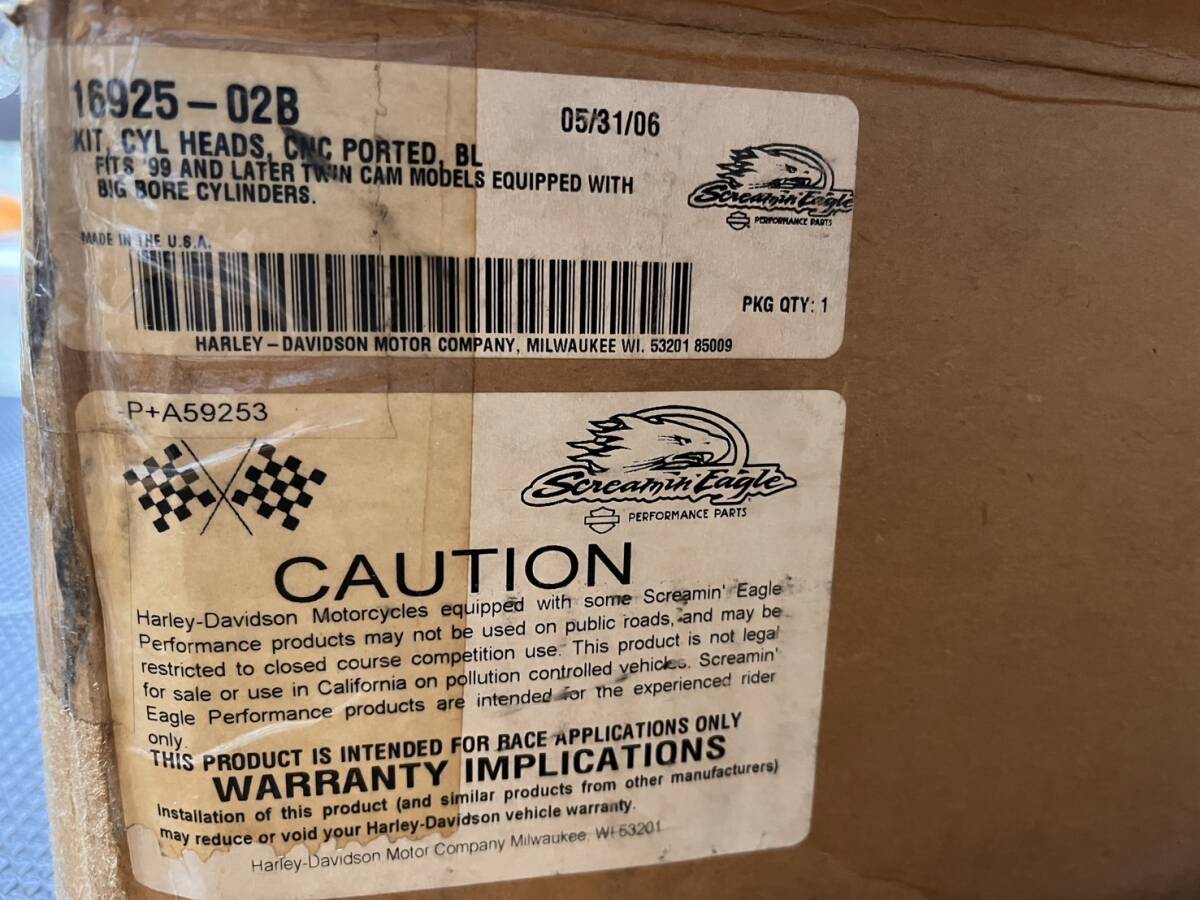 16925-02B
05/31/06
KIT, CYL HEADS, CNC PORTED, BL
FITS '99 AND LATER TWIN CAM MODELS EQUIPPED WITH
BIG BORE CYLINDERS.
Screamin' Eagle
PERFORMANCE PARTS
MADE IN THE U.S.A.
PKG QTY: 1
HARLEY-DAVIDSON MOTOR COMPANY, MILWAUKEE WI. 53201 85009
P+A59253
Screamin' Eagle
PERFORMANCE PARTS
CAUTION
Harley-Davidson Motorcycles equipped with some Screamin' Eagle
Performance products may not be used on public roads, and may be
restricted to closed course competition use. This product is not legal
for sale or use in California on pollution controlled vehicles. Screamin'
Eagle Performance products are intended for the experienced rider
only.
THIS PRODUCT IS INTENDED FOR RACE APPLICATIONS ONLY
WARRANTY IMPLICATIONS
Installation of this product (and similar products from other manufacturers)
may reduce or void your Harley-Davidson vehicle warranty.
Harley-Davidson Motor Company Milwaukee, WI 53201